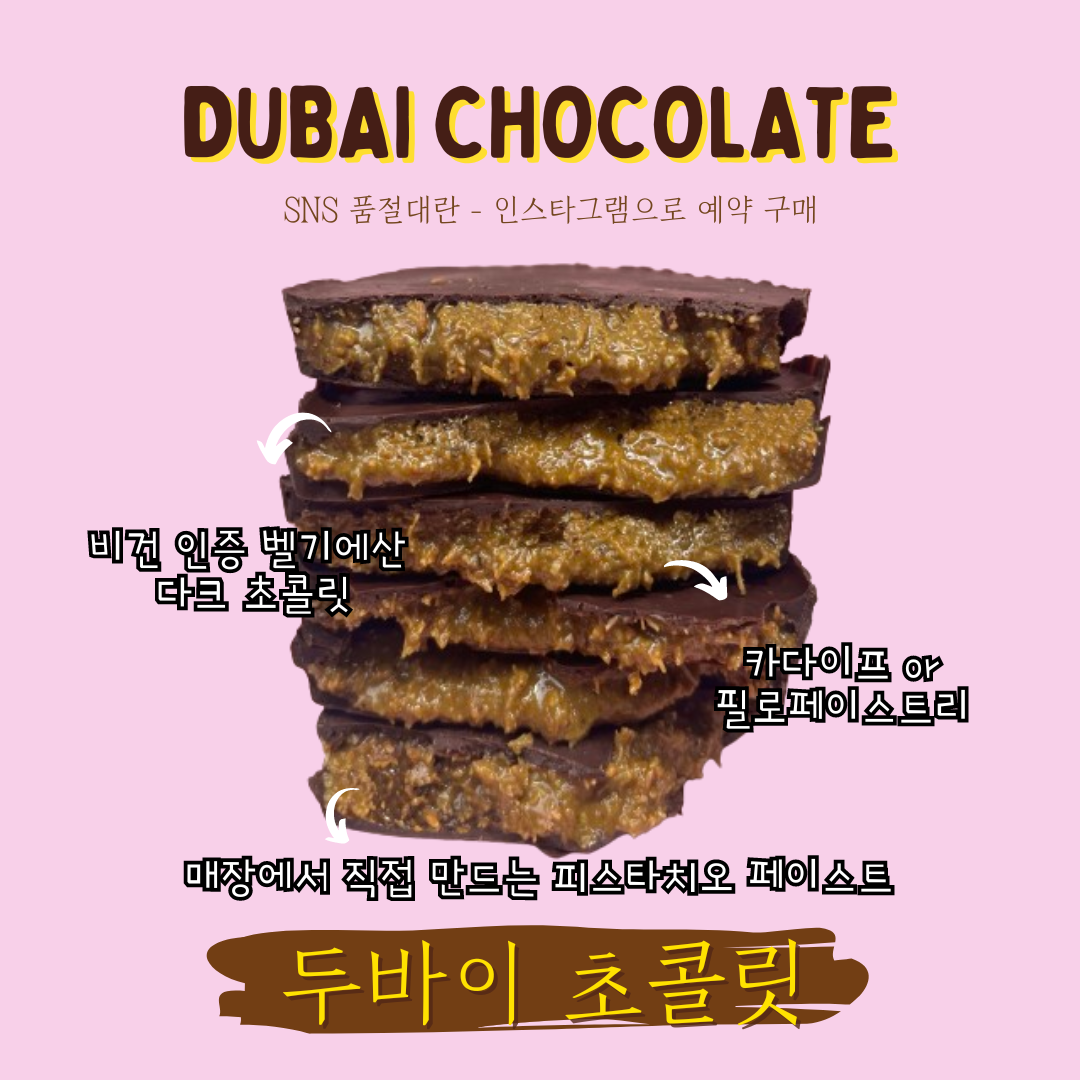 DUBAI CHOCOLATE
SNS 품절대란 - 인스타그램으로 예약 구매
비건 인증 벨기에산
다크 초콜릿
카다이프 or
필로페이스트리
매장에서 직접 만드는 피스타치오 페이스트
두바이 초콜릿